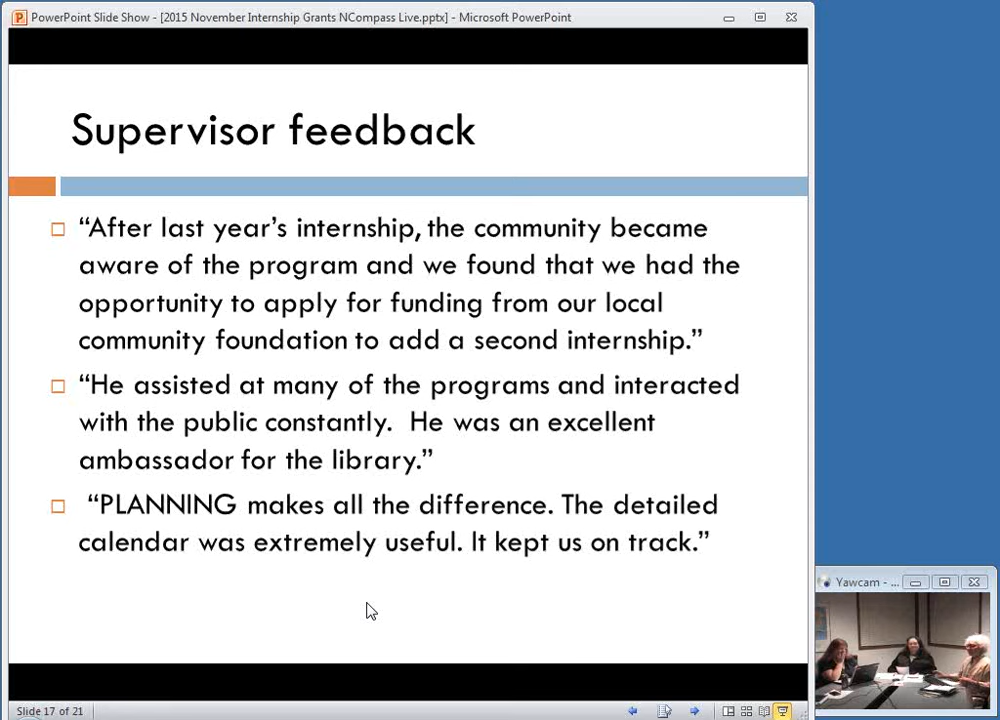 PowerPoint Slide Show - [2015 November Internship Grants NCompass Live.pptx] - Microsoft PowerPoint
Supervisor feedback
“After last year’s internship, the community became
aware of the program and we found that we had the
opportunity to apply for funding from our local
community foundation to add a second internship.”
“He assisted at many of the programs and interacted
with the public constantly.  He was an excellent
ambassador for the library.”
“PLANNING makes all the difference. The detailed
calendar was extremely useful. It kept us on track.”
Yawcam - ...
Slide 17 of 21